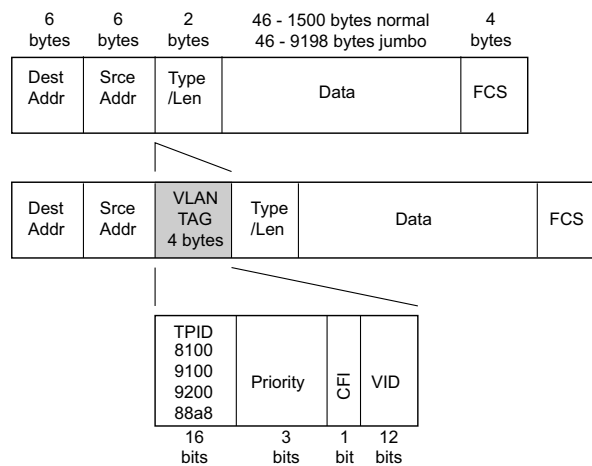 6 bytes
6 bytes
2 bytes
46 - 1500 bytes normal
46 - 9198 bytes jumbo
4 bytes
Dest Addr
Srce Addr
Type /Len
Data
FCS
Dest Addr
Srce Addr
VLAN TAG 4 bytes
Type /Len
Data
FCS
TPID
8100
9100
9200
88a8
Priority
CFI
VID
16 bits
3 bits
1 bit
12 bits